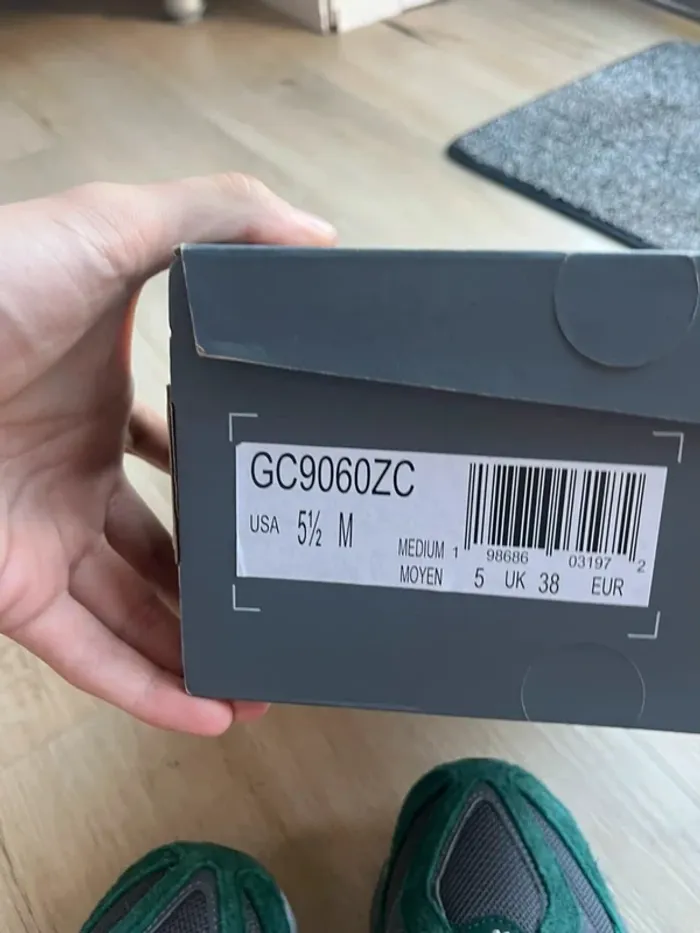 GC9060ZC
USA 5½ M
MEDIUM
MOYEN
1 98686 03197 2
5 UK 38 EUR